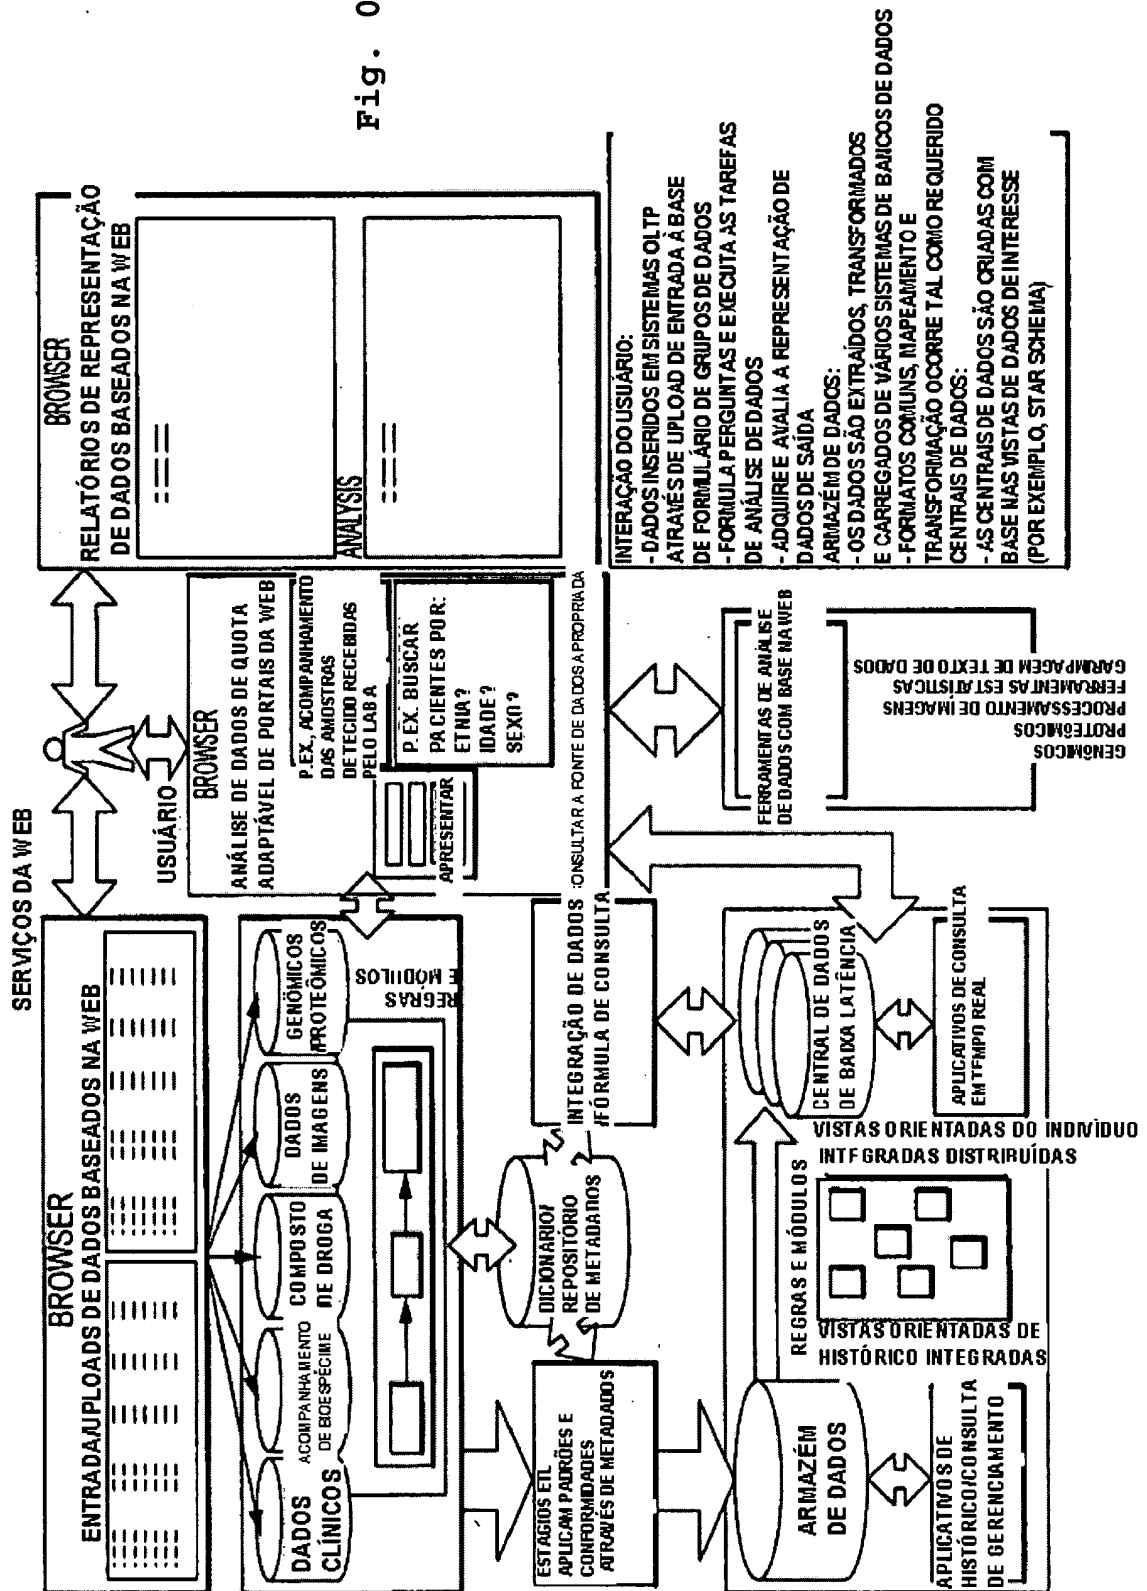 SERVIÇOS DA WEB
BROWSER
ENTRADA/UPLOADS DE DADOS BASEADOS NA WEB
USUÁRIO
BROWSER
RELATÓRIOS DE REPRESENTAÇÃO
DE DADOS BASEADOS NA WEB
ANALYSIS
Fig. 0
DADOS
CLÍNICOS
ACOMPANHAMENTO
DE BIOESPÉCIME
COMPOSTO
DE DROGA
DADOS
DE IMAGENS
GENÔMICOS
/PROTEÔMICOS
REGRAS
E MÓDULOS
BROWSER
ANÁLISE DE DADOS DE QUOTA
ADAPTÁVEL DE PORTAIS DA WEB
P.EX., ACOMPANHAMENTO
DAS AMOSTRAS
DE TECIDO RECEBIDAS
PELO LAB A
APRESENTAR
P.EX. BUSCAR
PACIENTES POR:
ETNIA?
IDADE?
SEXO?
ESTÁGIOS ETL
APLICAM PADRÕES E
CONFORMIDADES
ATRAVÉS DE METADADOS
DICIONÁRIO/
REPOSITÓRIO
DE METADADOS
INTEGRAÇÃO DE DADOS
/FÓRMULA DE CONSULTA
CONSULTAR A FONTE DE DADOS APROPRIADA
ARMAZÉM
DE DADOS
APLICATIVOS DE
HISTÓRICO/CONSULTA
DE GERENCIAMENTO
REGRAS E MÓDULOS
VISTAS ORIENTADAS DE
HISTÓRICO INTEGRADAS
CENTRAL DE DADOS
DE BAIXA LATÊNCIA
APLICATIVOS DE CONSULTA
EM TEMPO REAL
VISTAS ORIENTADAS DO INDIVÌDUO
INTEGRADAS DISTRIBUÍDAS
FERRAMENTAS DE ANÁLISE
DE DADOS COM BASE NA WEB
GENÔMICOS
PROTEÔMICOS
PROCESSAMENTO DE IMAGENS
FERRAMENTAS ESTATÍSTICAS
GARIMPAGEM DE TEXTO DE DADOS
INTERAÇÃO DO USUÁRIO:
- DADOS INSERIDOS EM SISTEMAS OLTP
ATRAVÉS DE UPLOAD DE ENTRADA À BASE
DE FORMULÁRIO DE GRUPOS DE DADOS
- FORMULA PERGUNTAS E EXECUTA AS TAREFAS
DE ANÁLISE DE DADOS
- ADQUIRE E AVALIA A REPRESENTAÇÃO DE
DADOS DE SAÍDA
ARMAZÉM DE DADOS:
- OS DADOS SÃO EXTRAÍDOS, TRANSFORMADOS
E CARREGADOS DE VÁRIOS SISTEMAS DE BANCOS DE DADOS
- FORMATOS COMUNS, MAPEAMENTO E
TRANSFORMAÇÃO OCORRE TAL COMO REQUERIDO
CENTRAIS DE DADOS:
- AS CENTRAIS DE DADOS SÃO CRIADAS COM
BASE NAS VISTAS DE DADOS DE INTERESSE
(POR EXEMPLO, STAR SCHEMA)